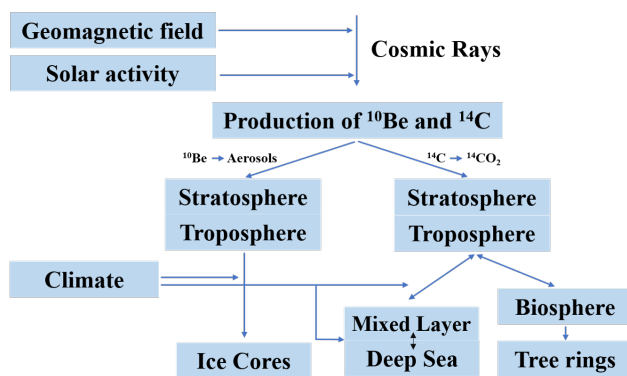 Geomagnetic field
Cosmic Rays
Solar activity
Production of ¹⁰Be and ¹⁴C
¹⁰Be → Aerosols
¹⁴C → ¹⁴CO₂
Stratosphere
Troposphere
Stratosphere
Troposphere
Climate
Mixed Layer
Deep Sea
Biosphere
Ice Cores
Tree rings